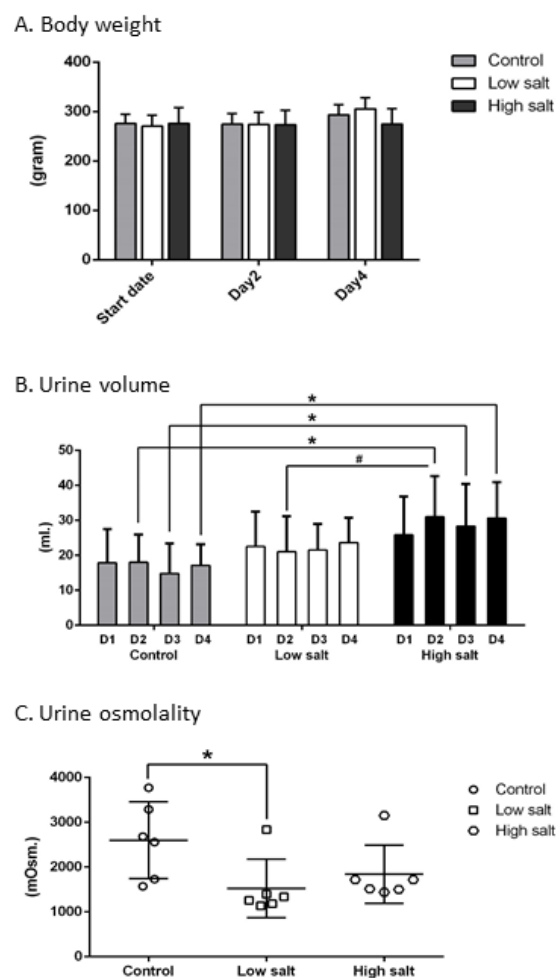 A. Body weight
400
300
200
100
0
(gram)
Start date
Day2
Day4
Control
Low salt
High salt
B. Urine volume
*
*
*
#
50
40
30
20
10
0
(ml.)
D1 D2 D3 D4 D1 D2 D3 D4 D1 D2 D3 D4
Control Low salt High salt
C. Urine osmolality
*
4000
3000
2000
1000
0
(mOsm.)
Control Low salt High salt
Control
Low salt
High salt